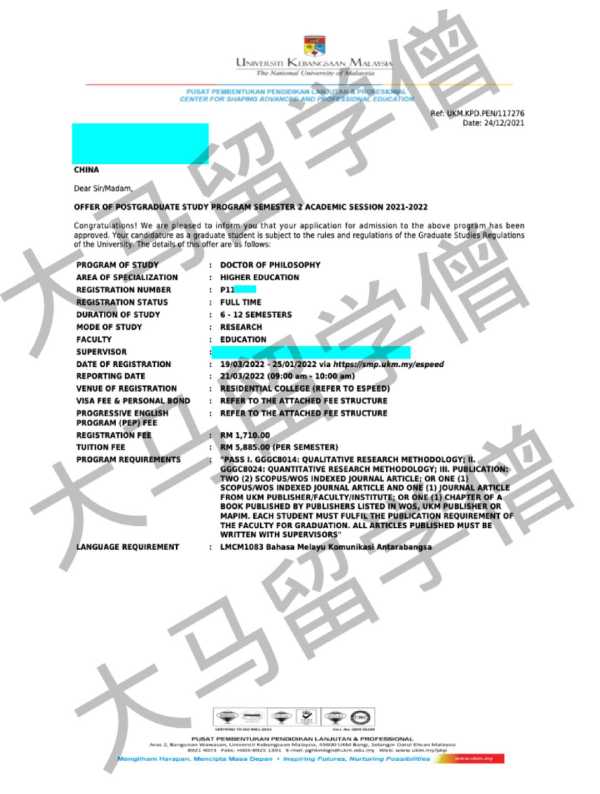 UNIVERSITI KEBANGSAAN MALAYSIA
The National University of Malaysia
PUSAT PEMBENTUKAN PENDIDIKAN LANJUTAN & PROFESIONAL
CENTER FOR SHAPING ADVANCED AND PROFESSIONAL EDUCATION
Ref: UKM.KPD.PEN/117276
Date: 24/12/2021
CHINA
Dear Sir/Madam,
OFFER OF POSTGRADUATE STUDY PROGRAM SEMESTER 2 ACADEMIC SESSION 2021-2022
Congratulations! We are pleased to inform you that your application for admission to the above program has been
approved. Your candidature as a graduate student is subject to the rules and regulations of the Graduate Studies Regulations
of the University. The details of this offer are as follows:
PROGRAM OF STUDY : DOCTOR OF PHILOSOPHY
AREA OF SPECIALIZATION : HIGHER EDUCATION
REGISTRATION NUMBER : P11
REGISTRATION STATUS : FULL TIME
DURATION OF STUDY : 6 - 12 SEMESTERS
MODE OF STUDY : RESEARCH
FACULTY : EDUCATION
SUPERVISOR :
DATE OF REGISTRATION : 19/03/2022 - 25/01/2022 via https://smp.ukm.my/espeed
REPORTING DATE : 21/03/2022 (09:00 am - 10:00 am)
VENUE OF REGISTRATION : RESIDENTIAL COLLEGE (REFER TO ESPEED)
VISA FEE & PERSONAL BOND : REFER TO THE ATTACHED FEE STRUCTURE
PROGRESSIVE ENGLISH : REFER TO THE ATTACHED FEE STRUCTURE
PROGRAM (PEP) FEE
REGISTRATION FEE : RM 1,710.00
TUITION FEE : RM 5,885.00 (PER SEMESTER)
PROGRAM REQUIREMENTS : "PASS I. GGGC8014: QUALITATIVE RESEARCH METHODOLOGY; II.
GGGC8024: QUANTITATIVE RESEARCH METHODOLOGY; III. PUBLICATION:
TWO (2) SCOPUS/WOS INDEXED JOURNAL ARTICLE; OR ONE (1)
SCOPUS/WOS INDEXED JOURNAL ARTICLE AND ONE (1) JOURNAL ARTICLE
FROM UKM PUBLISHER/FACULTY/INSTITUTE; OR ONE (1) CHAPTER OF A
BOOK PUBLISHED BY PUBLISHERS LISTED IN WOS, UKM PUBLISHER OR
MAPIM. EACH STUDENT MUST FULFIL THE PUBLICATION REQUIREMENT OF
THE FACULTY FOR GRADUATION. ALL ARTICLES PUBLISHED MUST BE
WRITTEN WITH SUPERVISORS"
LANGUAGE REQUIREMENT : LMCM1083 Bahasa Melayu Komunikasi Antarabangsa
大马留学僧
大马留学僧
大马留学僧
CERTIFIED TO ISO 9001:2015
PUSAT PEMBENTUKAN PENDIDIKAN LANJUTAN & PROFESSIONAL
Aras 2, Bangunan Wawasan, Universiti Kebangsaan Malaysia, 43600 UKM Bangi, Selangor Darul Ehsan Malaysia
Mengilham Harapan, Mencipta Masa Depan • Inspiring Futures, Nurturing Possibilities
www.ukm.my